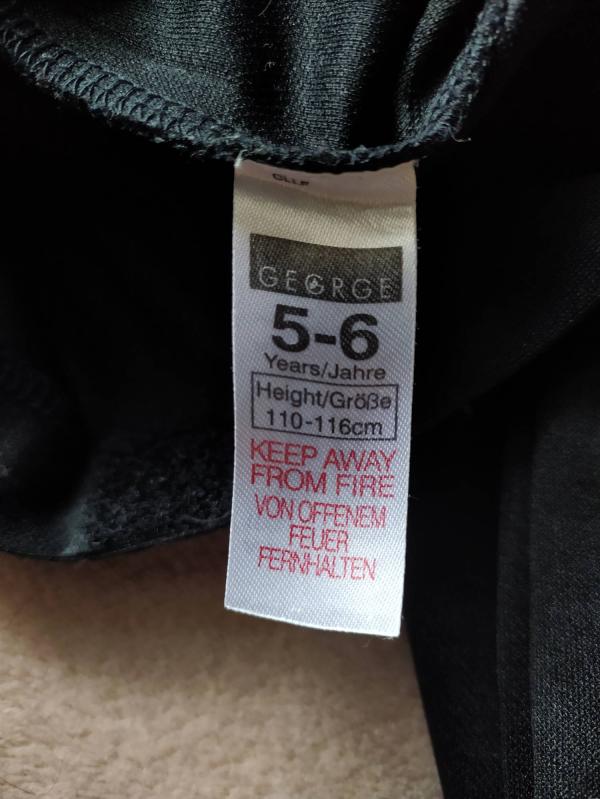 GEORGE
5-6
Years/Jahre
Height/Größe
110-116cm
KEEP AWAY
FROM FIRE
VON OFFENEM
FEUER
FERNHALTEN